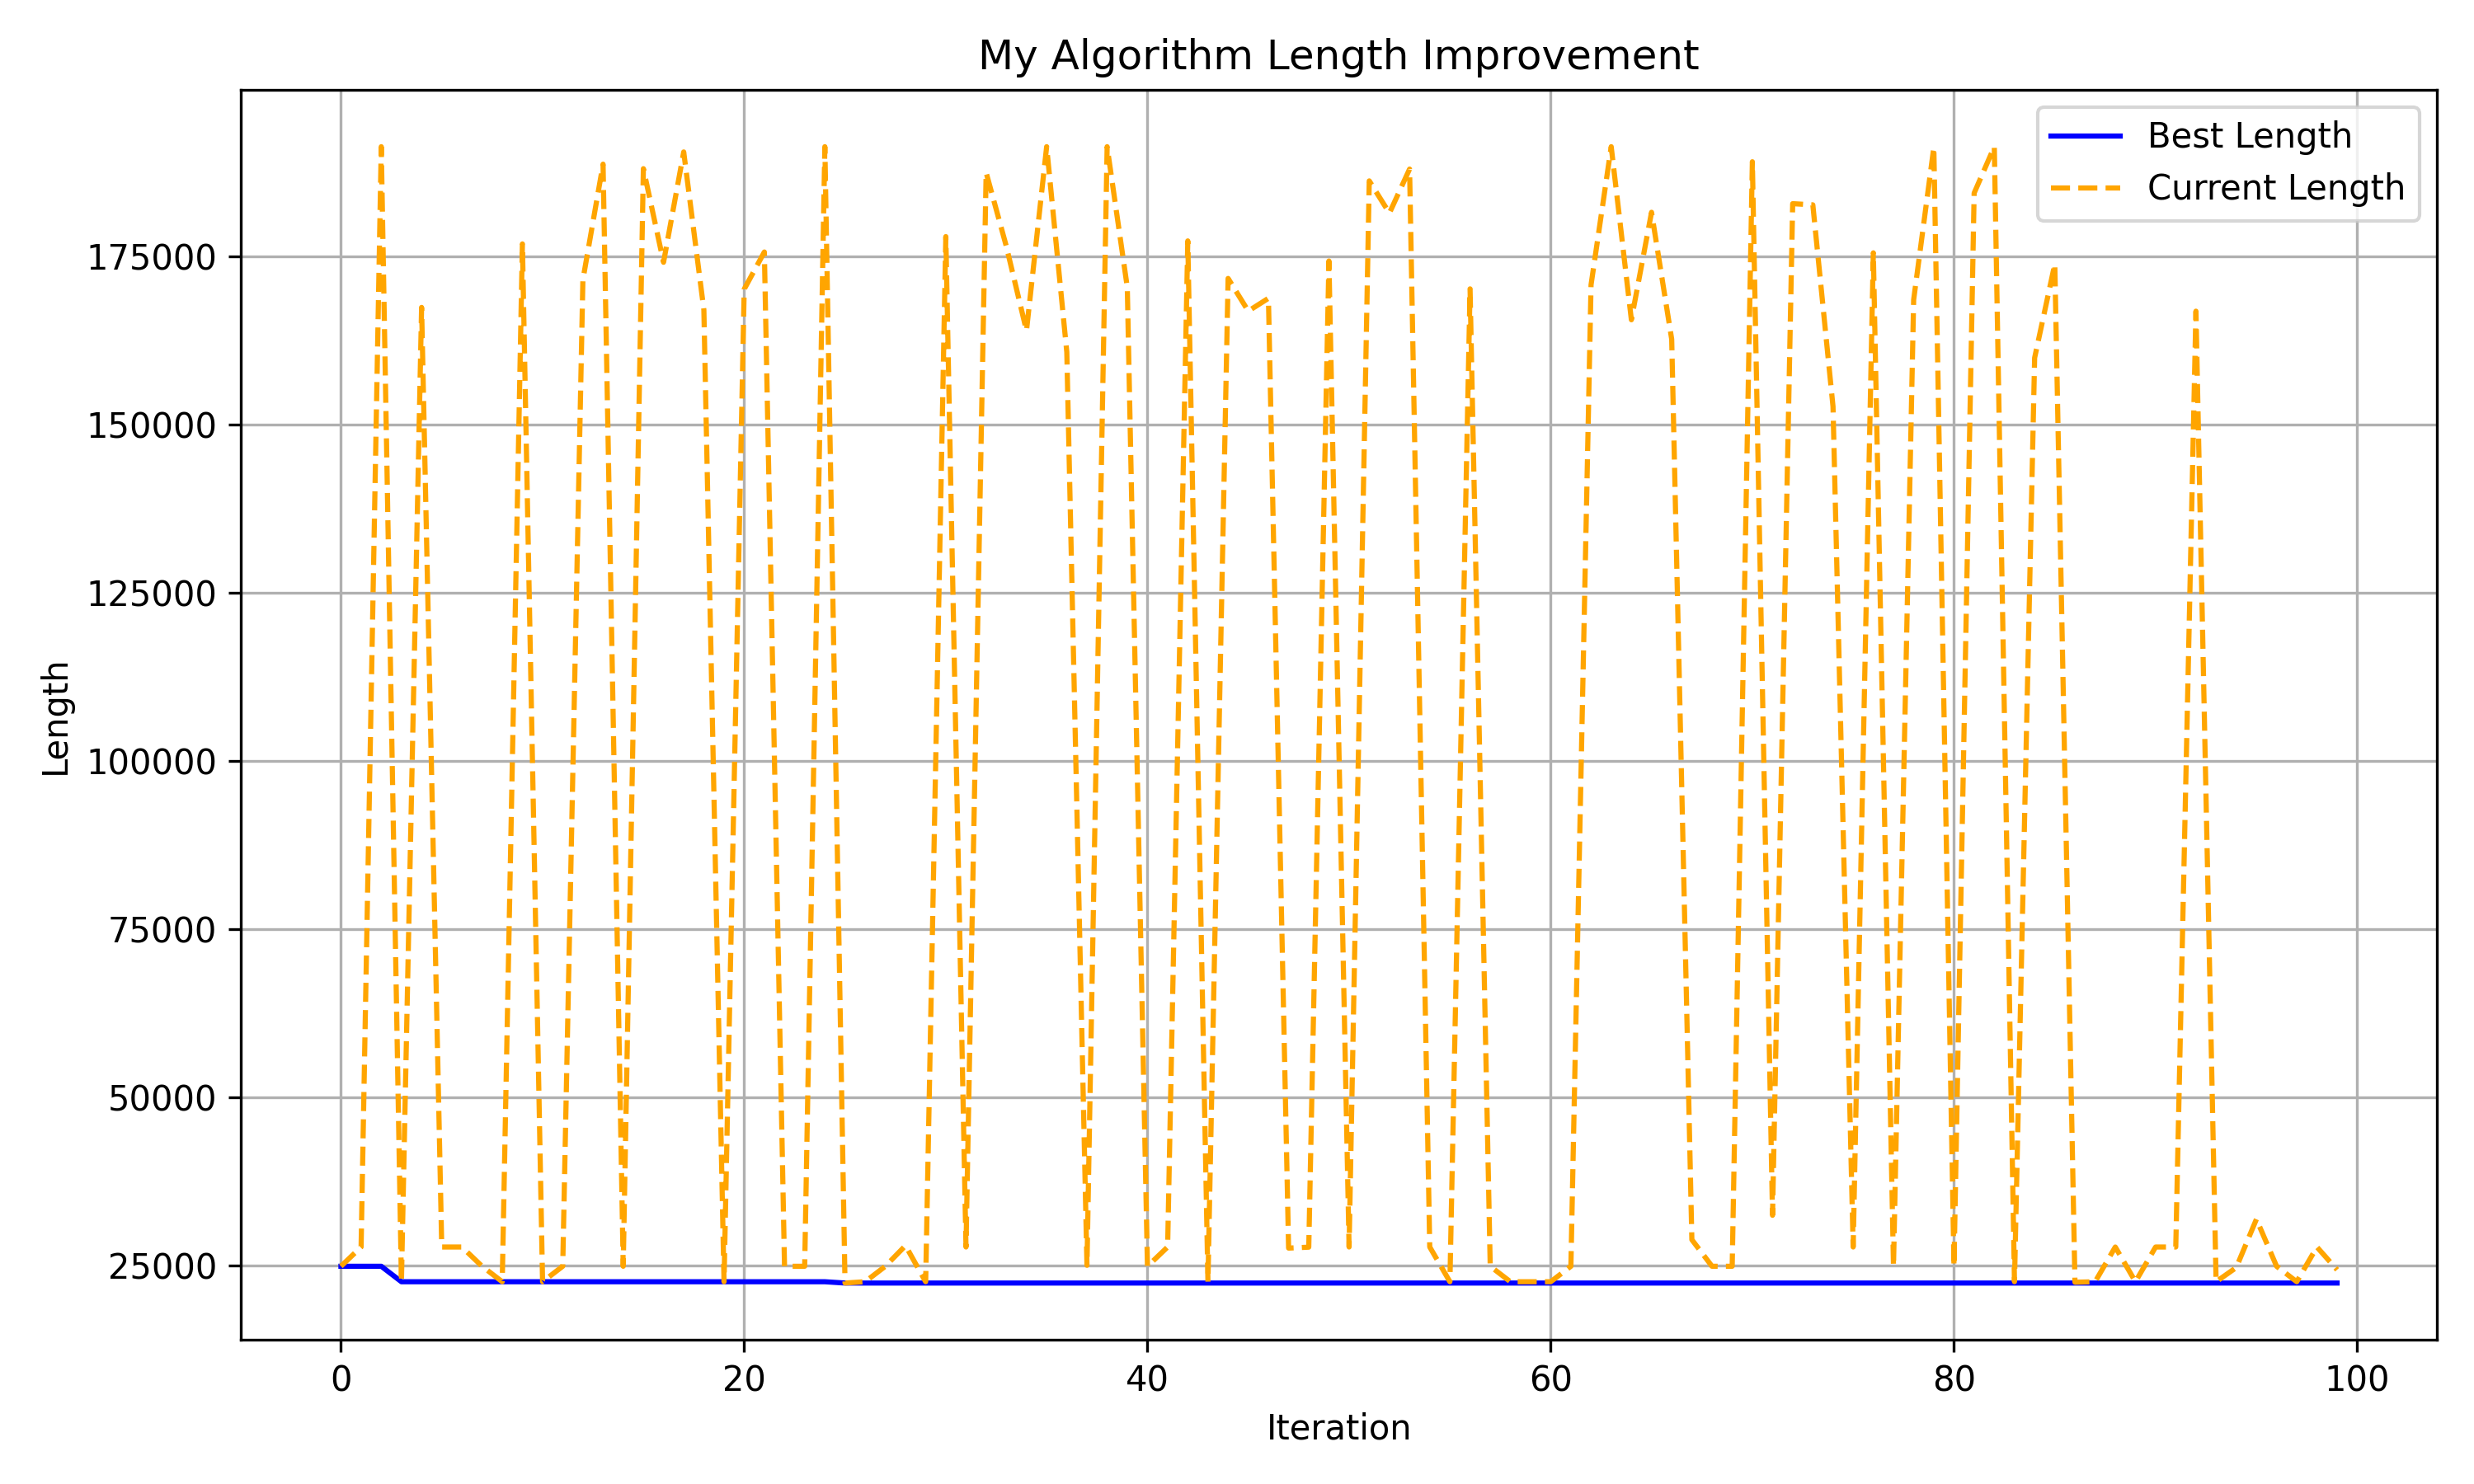 My Algorithm Length Improvement
Best Length
Current Length
175000
150000
125000
100000
75000
50000
25000
Length
0 20 40 60 80 100
Iteration